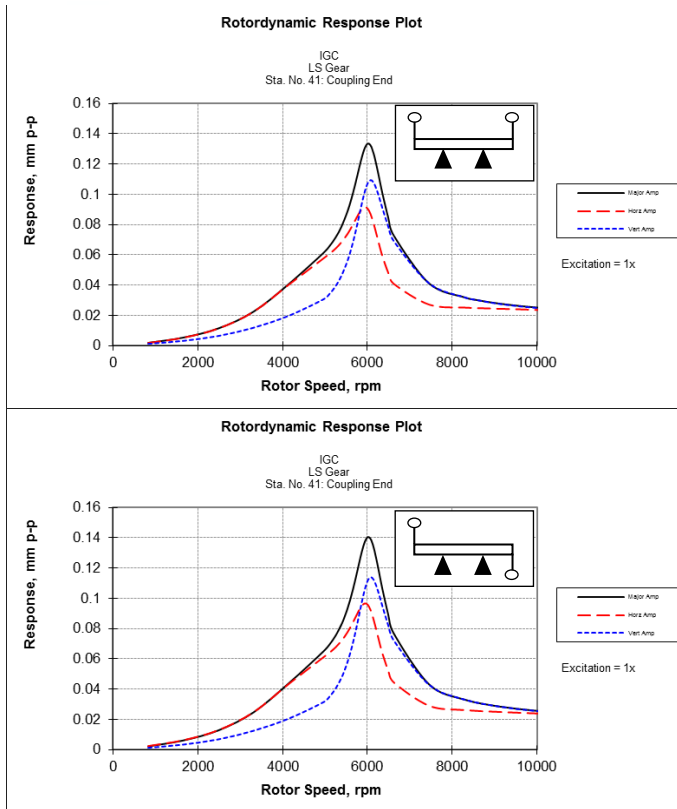 Rotordynamic Response Plot
IGC
LS Gear
Sta. No. 41: Coupling End
Response, mm p-p
0.16
0.14
0.12
0.1
0.08
0.06
0.04
0.02
0
0 2000 4000 6000 8000 10000
Rotor Speed, rpm
Major Amp
Horz Amp
Vert Amp
Excitation = 1x
Rotordynamic Response Plot
IGC
LS Gear
Sta. No. 41: Coupling End
Response, mm p-p
0.16
0.14
0.12
0.1
0.08
0.06
0.04
0.02
0
0 2000 4000 6000 8000 10000
Rotor Speed, rpm
Major Amp
Horz Amp
Vert Amp
Excitation = 1x